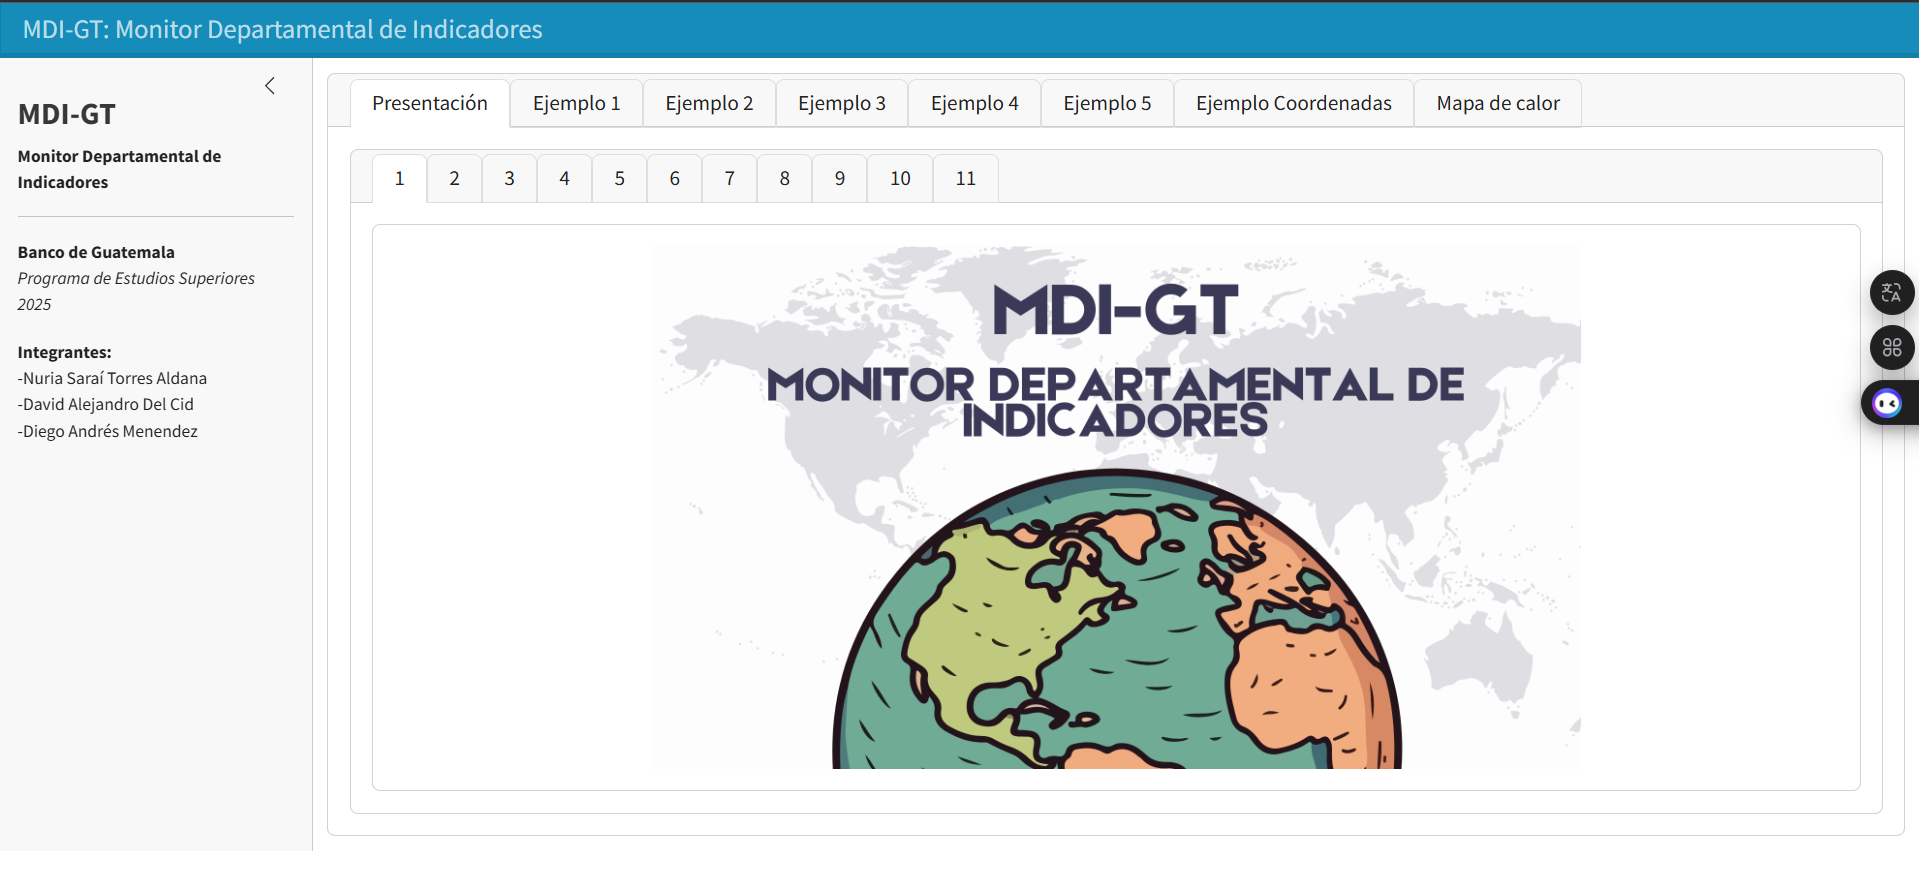 MDI-GT: Monitor Departamental de Indicadores
MDI-GT
Monitor Departamental de
Indicadores
Banco de Guatemala
Programa de Estudios Superiores
2025
Integrantes:
-Nuria Saraí Torres Aldana
-David Alejandro Del Cid
-Diego Andrés Menendez
Presentación Ejemplo 1 Ejemplo 2 Ejemplo 3 Ejemplo 4 Ejemplo 5 Ejemplo Coordenadas Mapa de calor
1 2 3 4 5 6 7 8 9 10 11
MDI-GT
MONITOR DEPARTAMENTAL DE
INDICADORES